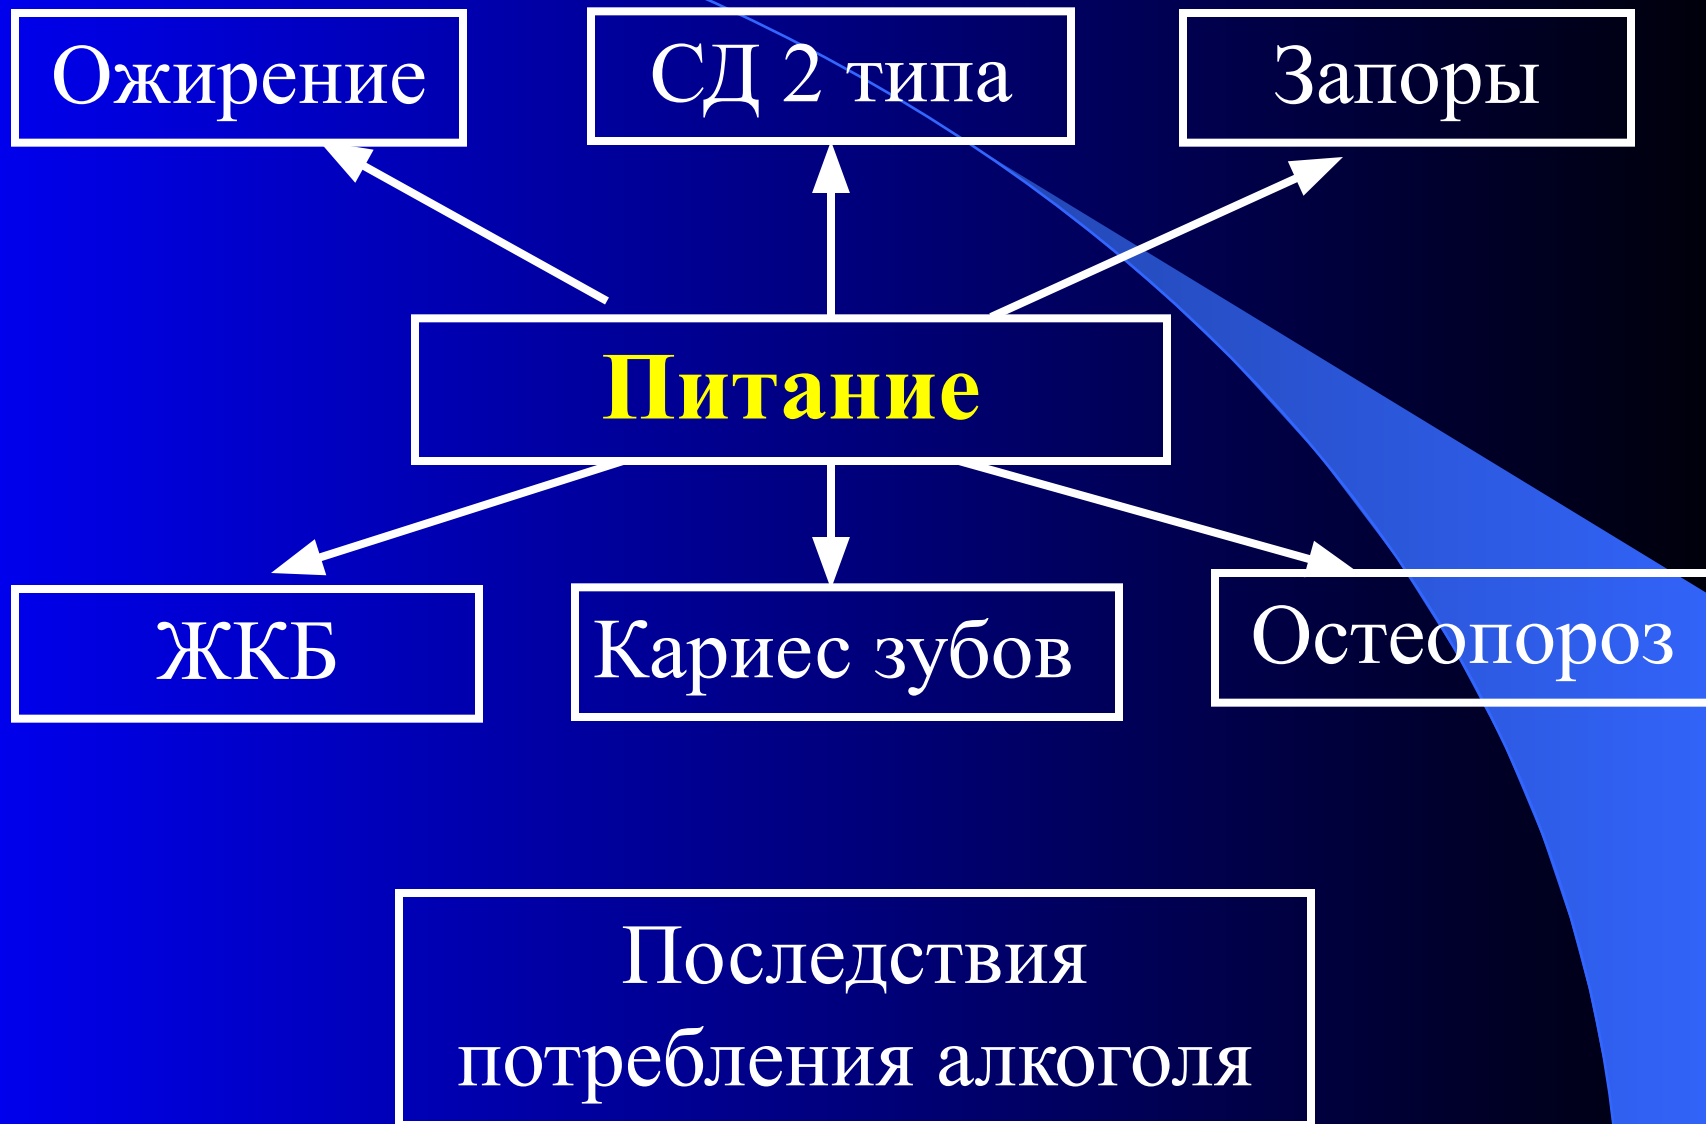 Ожирение
СД 2 типа
Запоры
Питание
ЖКБ
Кариес зубов
Остеопороз
Последствия
потребления алкоголя